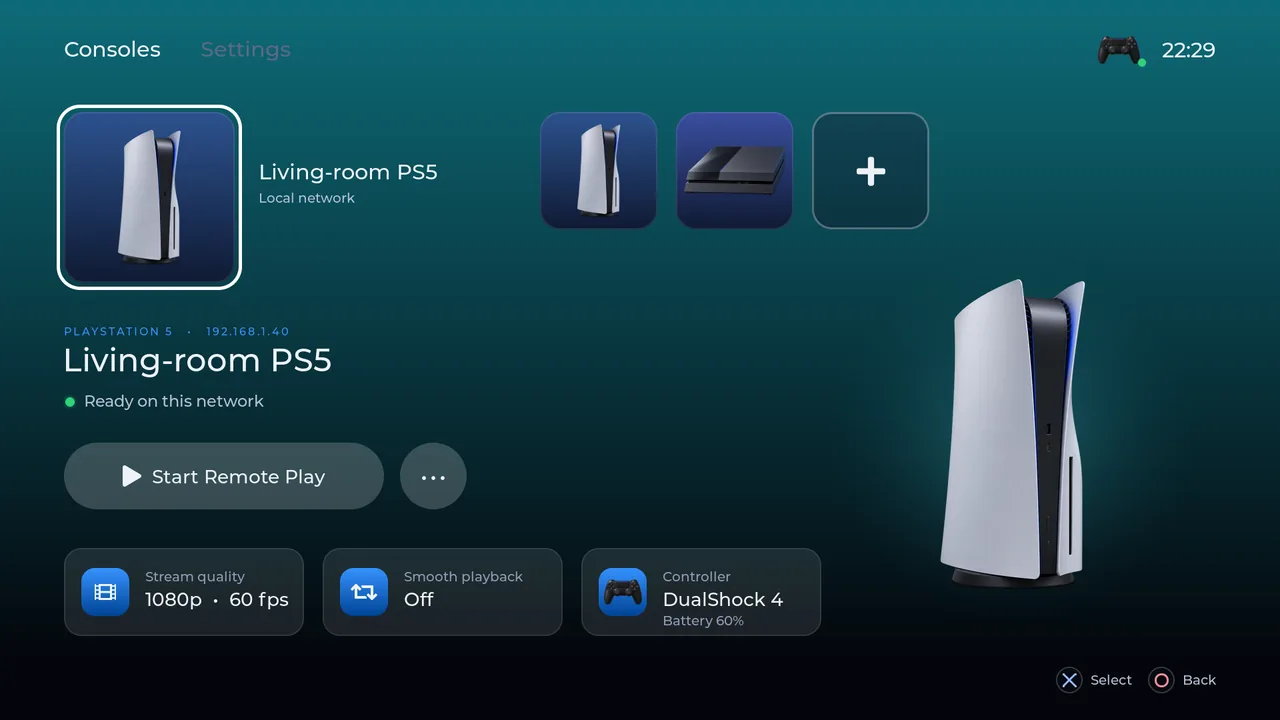 Consoles
Settings
22:29
Living-room PS5
Local network
PLAYSTATION 5 • 192.168.1.40
Living-room PS5
Ready on this network
Start Remote Play
...
Stream quality
1080p • 60 fps
Smooth playback
Off
Controller
DualShock 4
Battery 60%
Select
Back